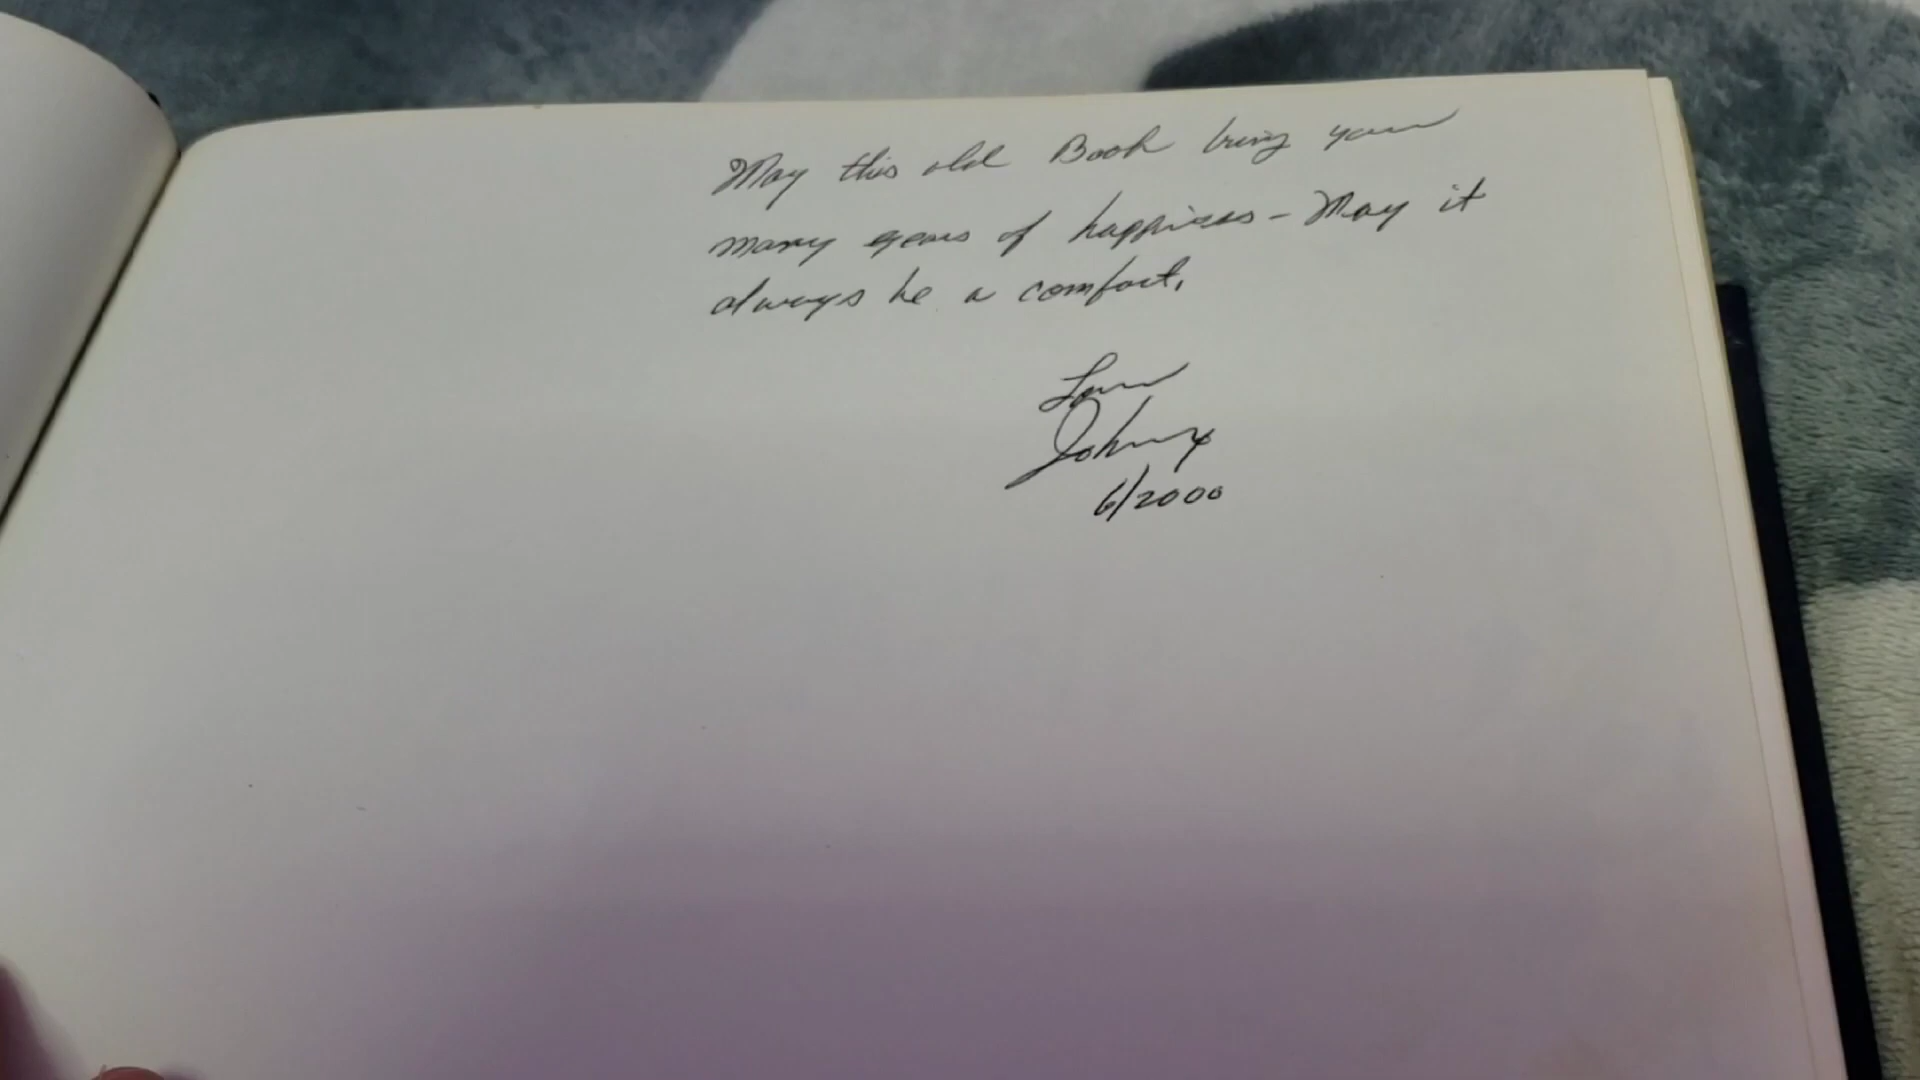 May this old Book bring you
many years of happiness - May it
always be a comfort.
Love
Johnny
6/2000